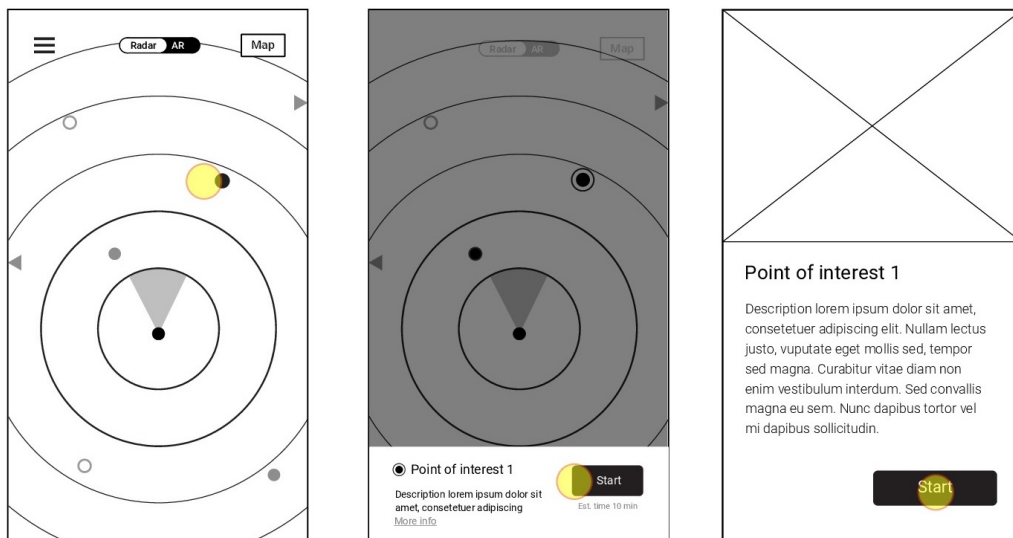 Radar AR
Map
Radar AR
Map
Point of interest 1
Description lorem ipsum dolor sit
amet, consetetuer adipiscing
More info
Start
Est. time 10 min
Point of interest 1
Description lorem ipsum dolor sit amet,
consetetuer adipiscing elit. Nullam lectus
justo, vuputate eget mollis sed, tempor
sed magna. Curabitur vitae diam non
enim vestibulum interdum. Sed convallis
magna eu sem. Nunc dapibus tortor vel
mi dapibus sollicitudin.
Start